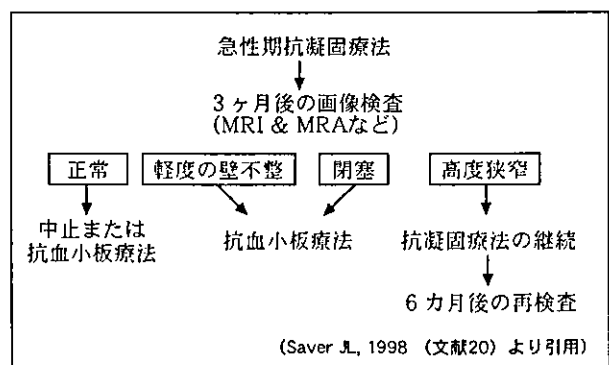 急性期抗凝固療法
3ヶ月後の画像検査
(MRI & MRAなど)
正常 軽度の壁不整 閉塞 高度狭窄
中止または
抗血小板療法
抗血小板療法
抗凝固療法の継続
6カ月後の再検査
(Saver JL, 1998 (文献20) より引用)